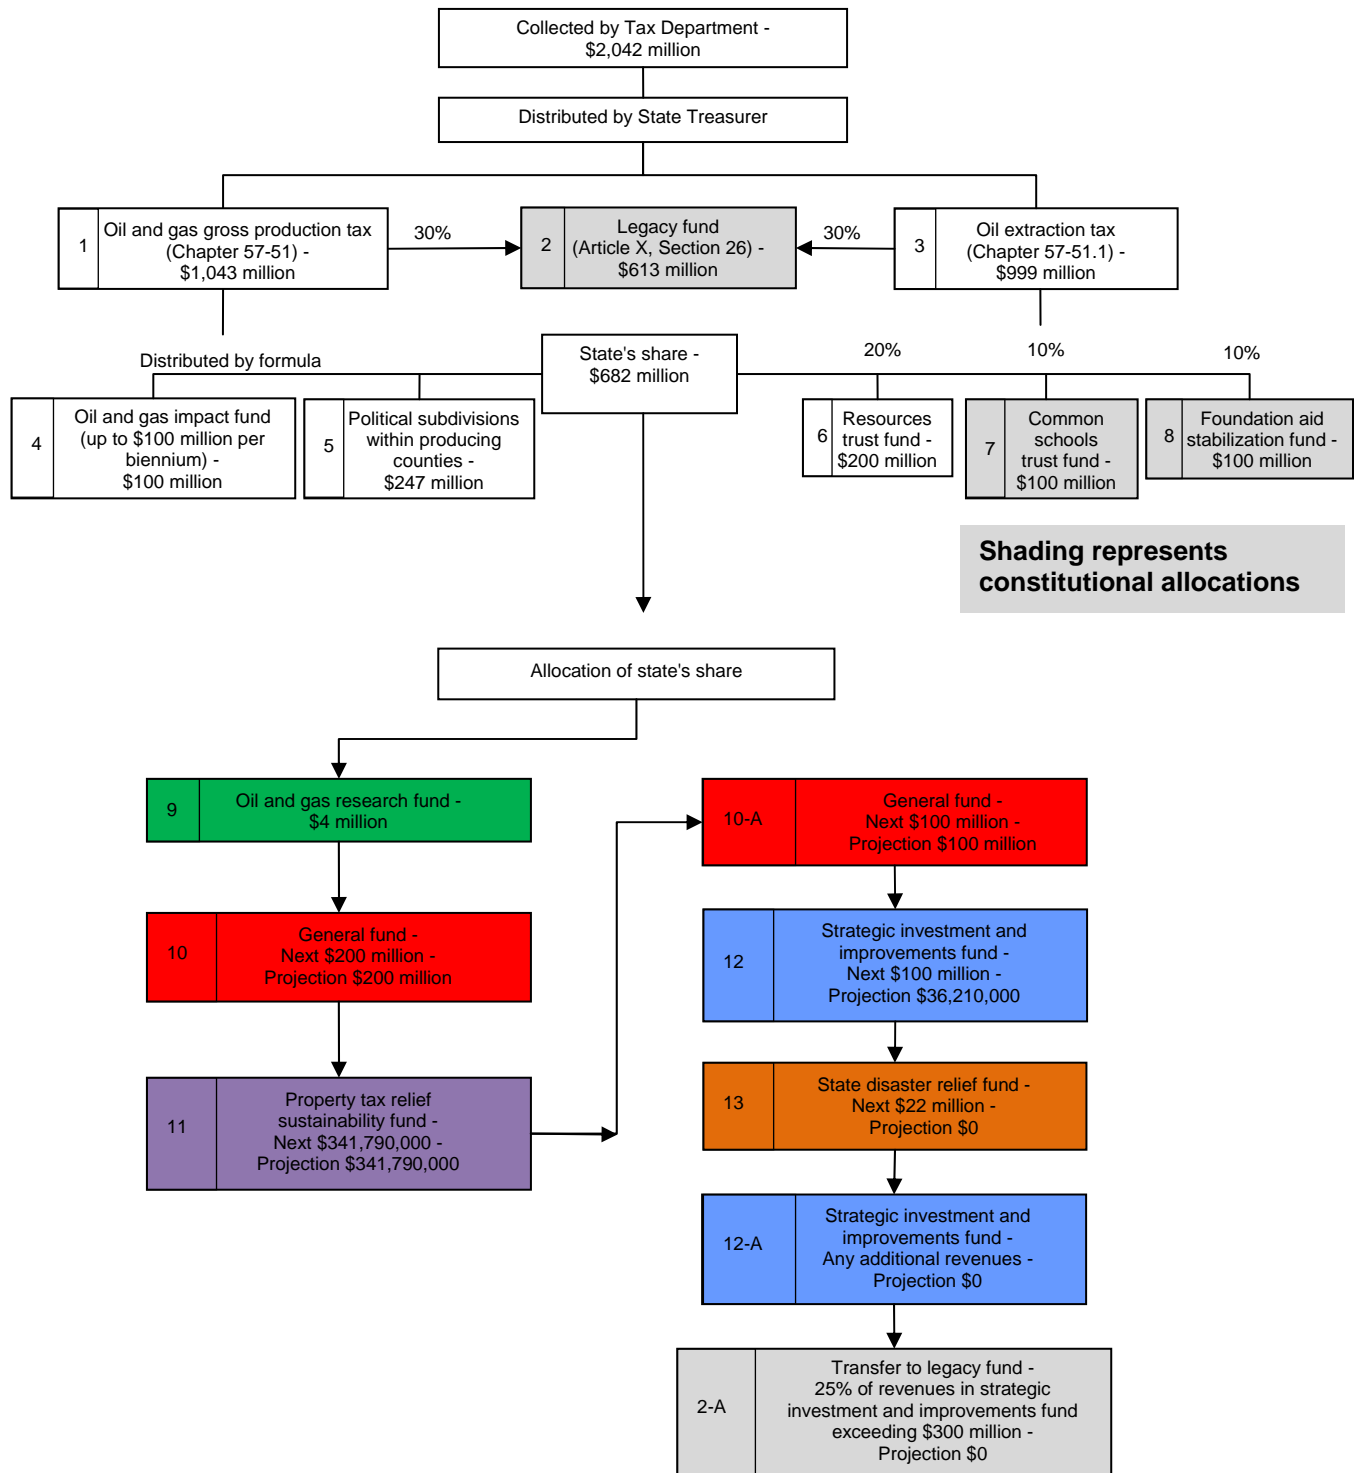 Collected by Tax Department -
$2,042 million
Distributed by State Treasurer
1
Oil and gas gross production tax
(Chapter 57-51) -
$1,043 million
30%
2
Legacy fund
(Article X, Section 26) -
$613 million
30%
3
Oil extraction tax
(Chapter 57-51.1) -
$999 million
Distributed by formula
State's share -
$682 million
20%
10%
10%
4
Oil and gas impact fund
(up to $100 million per
biennium) -
$100 million
5
Political subdivisions
within producing
counties -
$247 million
6
Resources
trust fund -
$200 million
7
Common
schools
trust fund -
$100 million
8
Foundation aid
stabilization fund -
$100 million
Shading represents
constitutional allocations
Allocation of state's share
9
Oil and gas research fund -
$4 million
10
General fund -
Next $200 million -
Projection $200 million
11
Property tax relief
sustainability fund -
Next $341,790,000 -
Projection $341,790,000
10-A
General fund -
Next $100 million -
Projection $100 million
12
Strategic investment and
improvements fund -
Next $100 million -
Projection $36,210,000
13
State disaster relief fund -
Next $22 million -
Projection $0
12-A
Strategic investment and
improvements fund -
Any additional revenues -
Projection $0
2-A
Transfer to legacy fund -
25% of revenues in strategic
investment and improvements fund
exceeding $300 million -
Projection $0